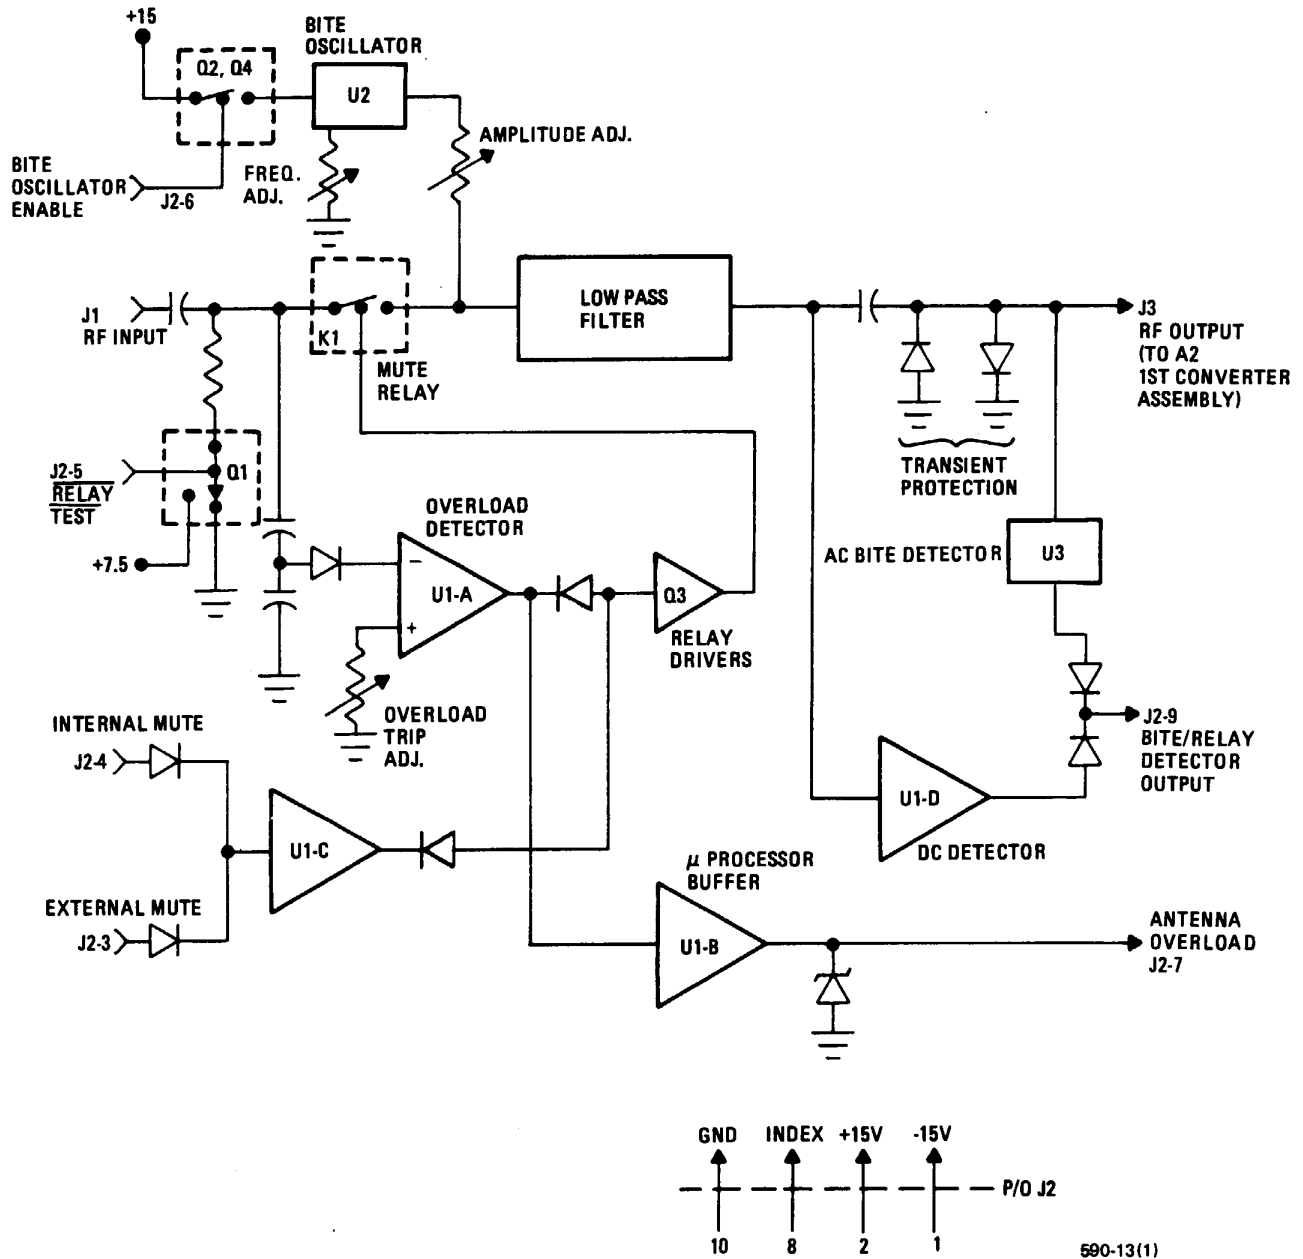 +15
BITE
OSCILLATOR
Q2, Q4
U2
AMPLITUDE ADJ.
BITE
OSCILLATOR
ENABLE
J2-6
FREQ.
ADJ.
J1
RF INPUT
K1
MUTE
RELAY
LOW PASS
FILTER
J3
RF OUTPUT
(TO A2
1ST CONVERTER
ASSEMBLY)
TRANSIENT
PROTECTION
J2-5
RELAY
TEST
Q1
+7.5
OVERLOAD
DETECTOR
−
U1-A
+
Q3
RELAY
DRIVERS
AC BITE DETECTOR
U3
OVERLOAD
TRIP
ADJ.
INTERNAL MUTE
J2-4
U1-C
EXTERNAL MUTE
J2-3
J2-9
BITE/RELAY
DETECTOR
OUTPUT
U1-D
DC DETECTOR
μ PROCESSOR
BUFFER
U1-B
ANTENNA
OVERLOAD
J2-7
GND INDEX +15V -15V
P/O J2
10 8 2 1
590-13(1)